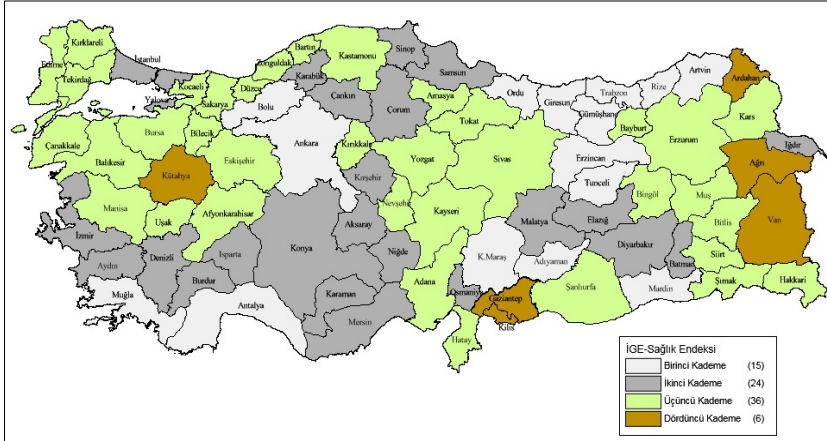 Kırklareli
Edirne
Tekirdağ
İstanbul
Kocaeli
Yalova
Sakarya
Düzce
Zonguldak
Bartın
Karabük
Kastamonu
Sinop
Samsun
Çankırı
Çorum
Amasya
Tokat
Ordu
Giresun
Trabzon
Rize
Artvin
Ardahan
Kars
Gümüşhan
Bayburt
Erzurum
Iğdır
Ağrı
Bolu
Ankara
Kırıkkale
Çanakkale
Balıkesir
Bursa
Bilecik
Eskişehir
Kütahya
Yozgat
Sivas
Erzincan
Tunceli
Bingöl
Muş
Bitlis
Van
Manisa
Uşak
Afyonkarahisar
Kırşehir
Nevşehir
Kayseri
Malatya
Elazığ
Diyarbakır
Batman
Siirt
Hakkari
Şırnak
İzmir
Aydın
Denizli
Isparta
Burdur
Konya
Aksaray
Niğde
Karaman
Mersin
Adana
K.Maraş
Adıyaman
Osmaniye
Gaziantep
Kilis
Şanlıurfa
Mardin
Muğla
Antalya
Hatay
İGE-Sağlık Endeksi
Birinci Kademe (15)
İkinci Kademe (24)
Üçüncü Kademe (36)
Dördüncü Kademe (6)